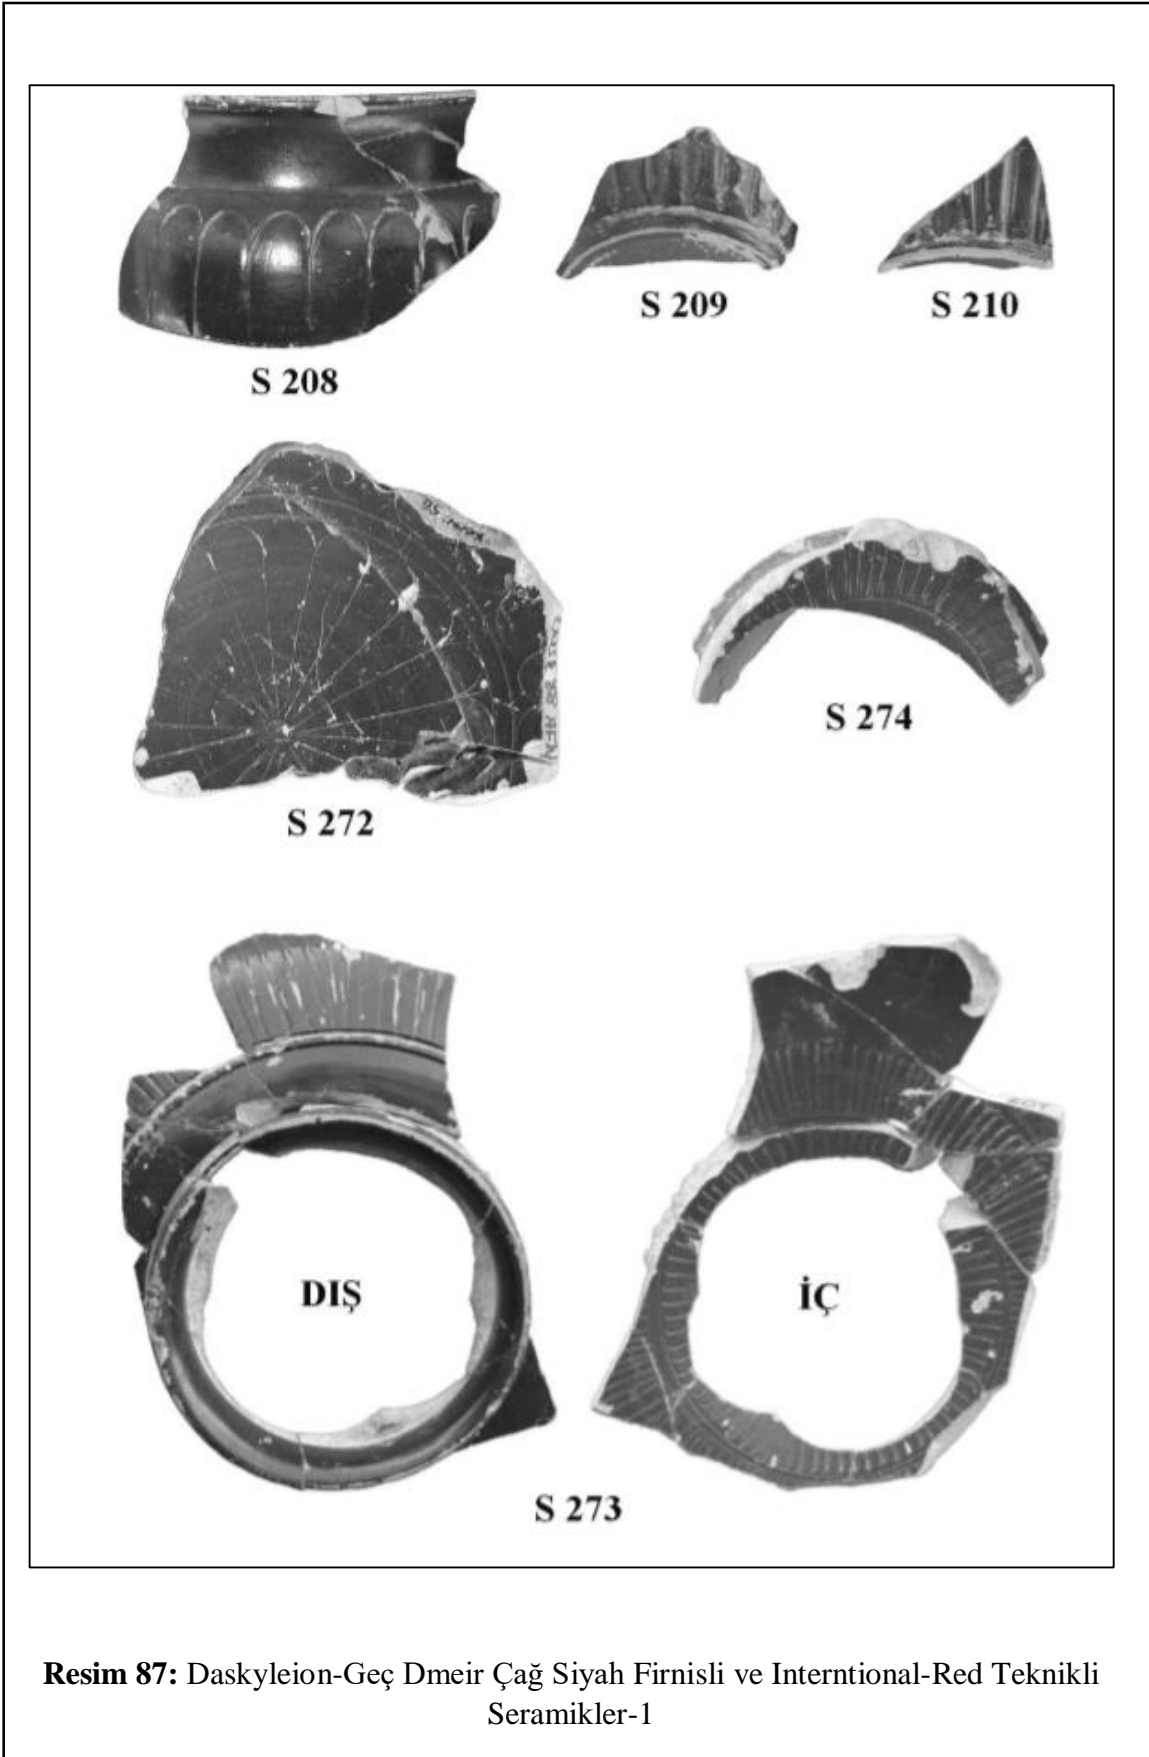 S 208
S 209
S 210
S 272
S 274
DIŞ
İÇ
S 273
Resim 87: Daskyleion-Geç Dmeir Çağ Siyah Firnisli ve Interntional-Red Teknikli
Seramikler-1